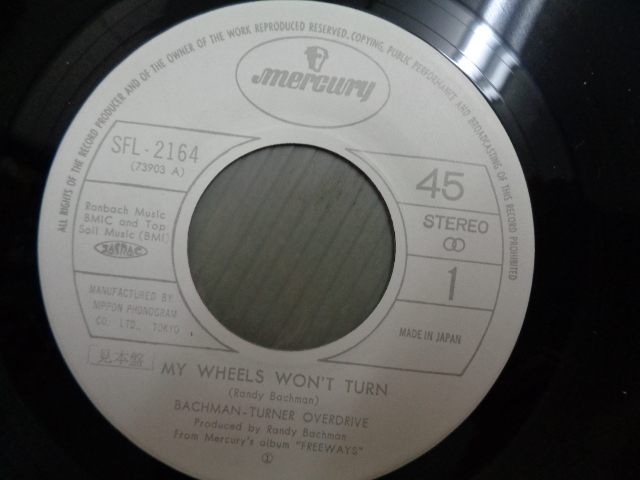 ALL RIGHTS OF THE RECORD PRODUCER AND OF THE OWNER OF THE WORK REPRODUCED RESERVED. COPYING, PUBLIC PERFORMANCE AND BROADCASTING OF THIS RECORD PROHIBITED
mercury
SFL-2164
(73903 A)
45
Ranbach Music
BMIC and Top
Soil Music (BMI)
STEREO
1
MANUFACTURED BY
NIPPON PHONOGRAM
CO. LTD., TOKYO
MADE IN JAPAN
見本盤
MY WHEELS WON'T TURN
(Randy Bachman)
BACHMAN-TURNER OVERDRIVE
Produced by Randy Bachman
From Mercury's album "FREEWAYS"